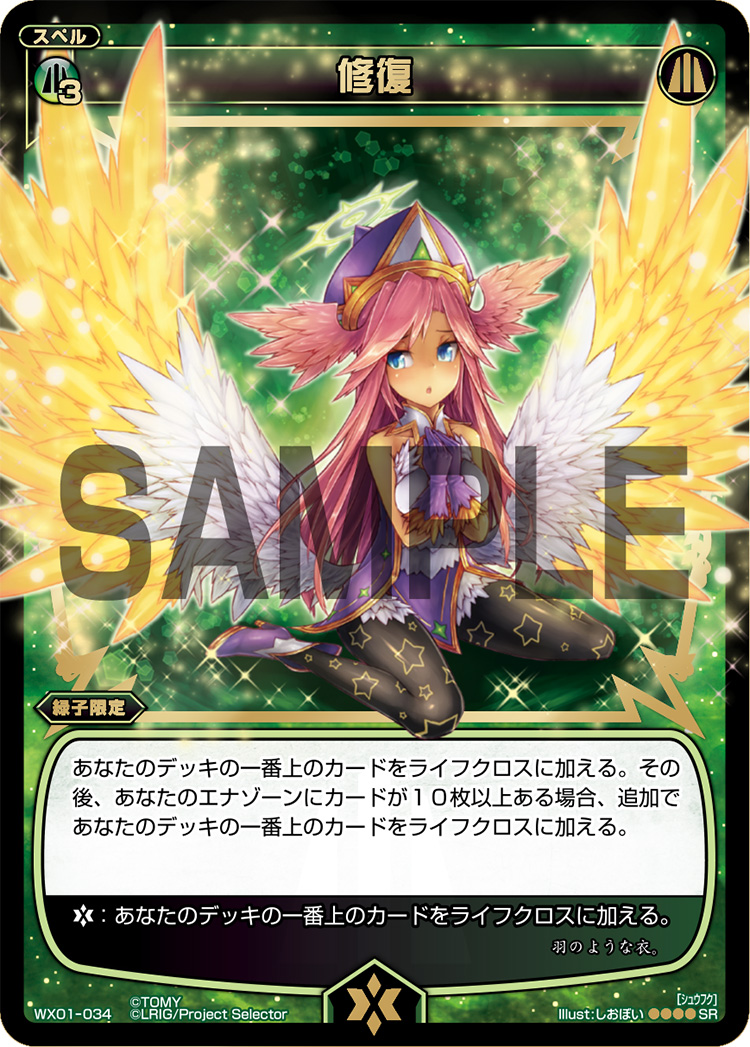 スペル
3
修復
SAMPLE
緑子限定
あなたのデッキの一番上のカードをライフクロスに加える。その
後、あなたのエナゾーンにカードが１０枚以上ある場合、追加で
あなたのデッキの一番上のカードをライフクロスに加える。
：あなたのデッキの一番上のカードをライフクロスに加える。
羽のような衣。
[シュウフク]
WX01-034 ©TOMY
©LRIG/Project Selector
Illust:しおぼい SR